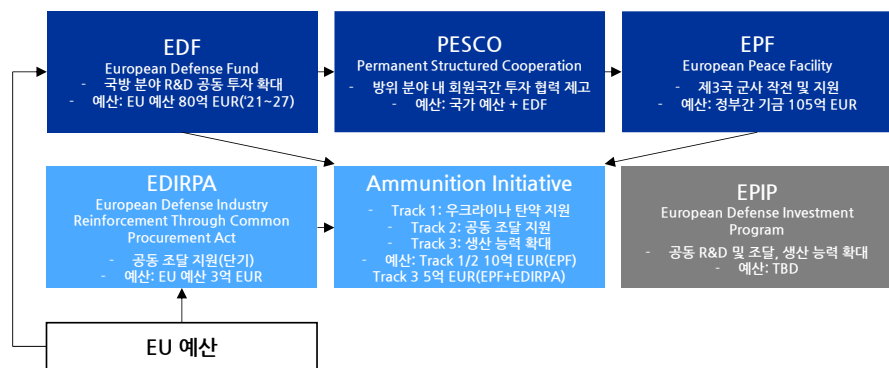 EDF
European Defense Fund
- 국방 분야 R&D 공동 투자 확대
- 예산: EU 예산 80억 EUR('21~27)
PESCO
Permanent Structured Cooperation
- 방위 분야 내 회원국간 투자 협력 제고
- 예산: 국가 예산 + EDF
EPF
European Peace Facility
- 제3국 군사 작전 및 지원
- 예산: 정부간 기금 105억 EUR
EDIRPA
European Defense Industry
Reinforcement Through Common
Procurement Act
- 공동 조달 지원(단기)
- 예산: EU 예산 3억 EUR
Ammunition Initiative
- Track 1: 우크라이나 탄약 지원
- Track 2: 공동 조달 지원
- Track 3: 생산 능력 확대
- 예산: Track 1/2 10억 EUR(EPF)
Track 3 5억 EUR(EPF+EDIRPA)
EPIP
European Defense Investment
Program
- 공동 R&D 및 조달, 생산 능력 확대
- 예산: TBD
EU 예산